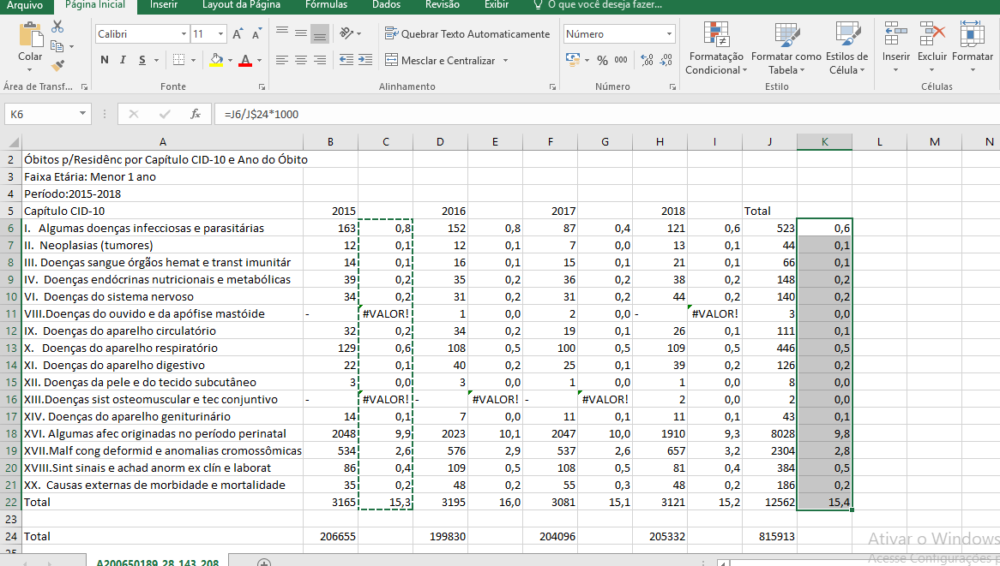 Arquivo Página Inicial Inserir Layout da Página Fórmulas Dados Revisão Exibir O que você deseja fazer...
Calibri 11 A A Quebrar Texto Automaticamente Número
Colar N I S A Mesclar e Centralizar % 000 Formatação Condicional Formatar como Tabela Estilos de Célula Inserir Excluir Formatar
Área de Transf... Fonte Alinhamento Número Estilo Células
K6 fx =J6/J$24*1000
A B C D E F G H I J K L M N
2 Óbitos p/Residênc por Capítulo CID-10 e Ano do Óbito
3 Faixa Etária: Menor 1 ano
4 Período:2015-2018
5 Capítulo CID-10 2015 2016 2017 2018 Total
6 I. Algumas doenças infecciosas e parasitárias 163 0,8 152 0,8 87 0,4 121 0,6 523 0,6
7 II. Neoplasias (tumores) 12 0,1 12 0,1 7 0,0 13 0,1 44 0,1
8 III. Doenças sangue órgãos hemat e transt imunitár 14 0,1 16 0,1 15 0,1 21 0,1 66 0,1
9 IV. Doenças endócrinas nutricionais e metabólicas 39 0,2 35 0,2 36 0,2 38 0,2 148 0,2
10 VI. Doenças do sistema nervoso 34 0,2 31 0,2 31 0,2 44 0,2 140 0,2
11 VIII.Doenças do ouvido e da apófise mastóide - #VALOR! 1 0,0 2 0,0 - #VALOR! 3 0,0
12 IX. Doenças do aparelho circulatório 32 0,2 34 0,2 19 0,1 26 0,1 111 0,1
13 X. Doenças do aparelho respiratório 129 0,6 108 0,5 100 0,5 109 0,5 446 0,5
14 XI. Doenças do aparelho digestivo 22 0,1 40 0,2 25 0,1 39 0,2 126 0,2
15 XII. Doenças da pele e do tecido subcutâneo 3 0,0 3 0,0 1 0,0 1 0,0 8 0,0
16 XIII.Doenças sist osteomuscular e tec conjuntivo - #VALOR! - #VALOR! - #VALOR! 2 0,0 2 0,0
17 XIV. Doenças do aparelho geniturinário 14 0,1 7 0,0 11 0,1 11 0,1 43 0,1
18 XVI. Algumas afec originadas no período perinatal 2048 9,9 2023 10,1 2047 10,0 1910 9,3 8028 9,8
19 XVII.Malf cong deformid e anomalias cromossômicas 534 2,6 576 2,9 537 2,6 657 3,2 2304 2,8
20 XVIII.Sint sinais e achad anorm ex clín e laborat 86 0,4 109 0,5 108 0,5 81 0,4 384 0,5
21 XX. Causas externas de morbidade e mortalidade 35 0,2 48 0,2 55 0,3 48 0,2 186 0,2
22 Total 3165 15,3 3195 16,0 3081 15,1 3121 15,2 12562 15,4
23
24 Total 206655 199830 204096 205332 815913
Ativar o Windows
25
A200650189_28_143_208
Acesse Configurações p